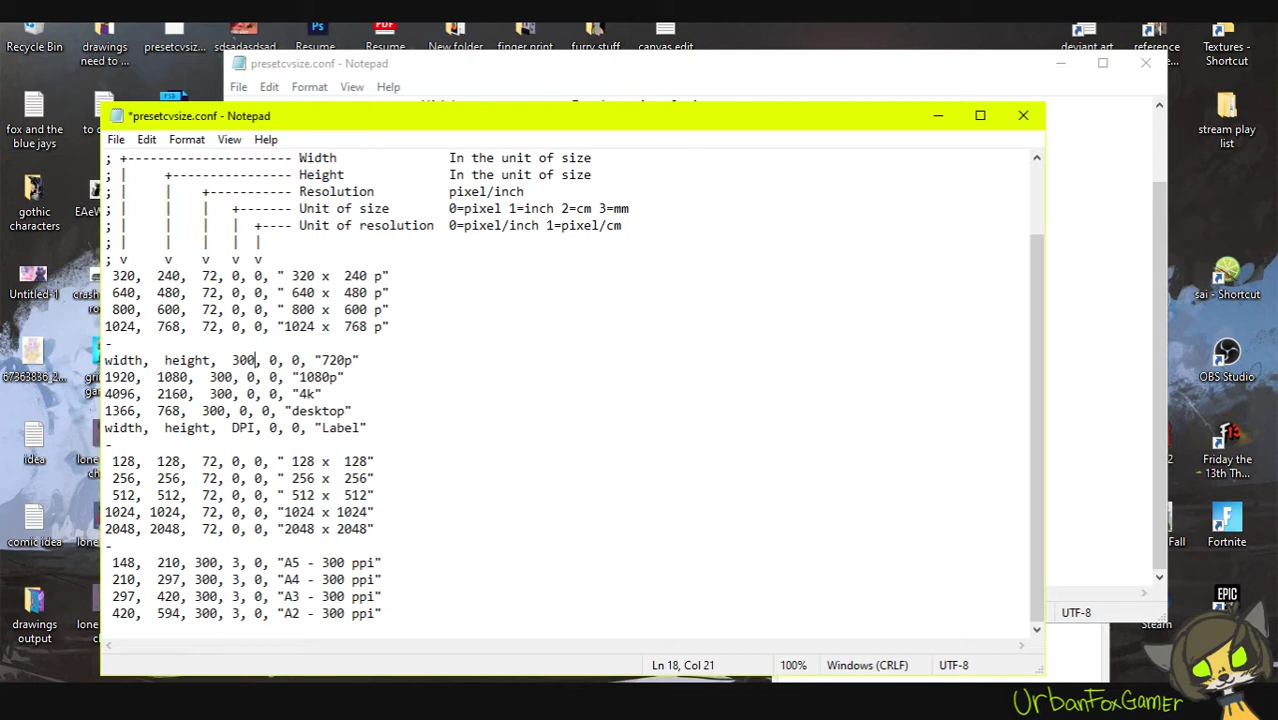 Recycle Bin
drawings need to ...
presetcvsiz...
sdsadasdsad
Resume
Resume
New folder
finger print
furry stuff
canvas edit
deviant art
reference
Textures - Shortcut
presetcvsize.conf - Notepad
File Edit Format View Help
fox and the blue jays
stream play list
*presetcvsize.conf - Notepad
File Edit Format View Help
; +---------------------- Width In the unit of size
; | +---------------- Height In the unit of size
; | | +----------- Resolution pixel/inch
; | | | +------- Unit of size 0=pixel 1=inch 2=cm 3=mm
; | | | | +---- Unit of resolution 0=pixel/inch 1=pixel/cm
; | | | | |
; v v v v v
320, 240, 72, 0, 0, " 320 x 240 p"
640, 480, 72, 0, 0, " 640 x 480 p"
800, 600, 72, 0, 0, " 800 x 600 p"
1024, 768, 72, 0, 0, "1024 x 768 p"
-
width, height, 300, 0, 0, "720p"
1920, 1080, 300, 0, 0, "1080p"
4096, 2160, 300, 0, 0, "4k"
1366, 768, 300, 0, 0, "desktop"
width, height, DPI, 0, 0, "Label"
-
128, 128, 72, 0, 0, " 128 x 128"
256, 256, 72, 0, 0, " 256 x 256"
512, 512, 72, 0, 0, " 512 x 512"
1024, 1024, 72, 0, 0, "1024 x 1024"
2048, 2048, 72, 0, 0, "2048 x 2048"
-
148, 210, 300, 3, 0, "A5 - 300 ppi"
210, 297, 300, 3, 0, "A4 - 300 ppi"
297, 420, 300, 3, 0, "A3 - 300 ppi"
420, 594, 300, 3, 0, "A2 - 300 ppi"
Ln 18, Col 21 100% Windows (CRLF) UTF-8
UTF-8
gothic characters
Untitled-1
67363836_2...
idea
comic idea
drawings output
sai - Shortcut
OBS Studio
Friday the 13th Th...
Fortnite
EPIC
Steam
UrbanFoxGamer